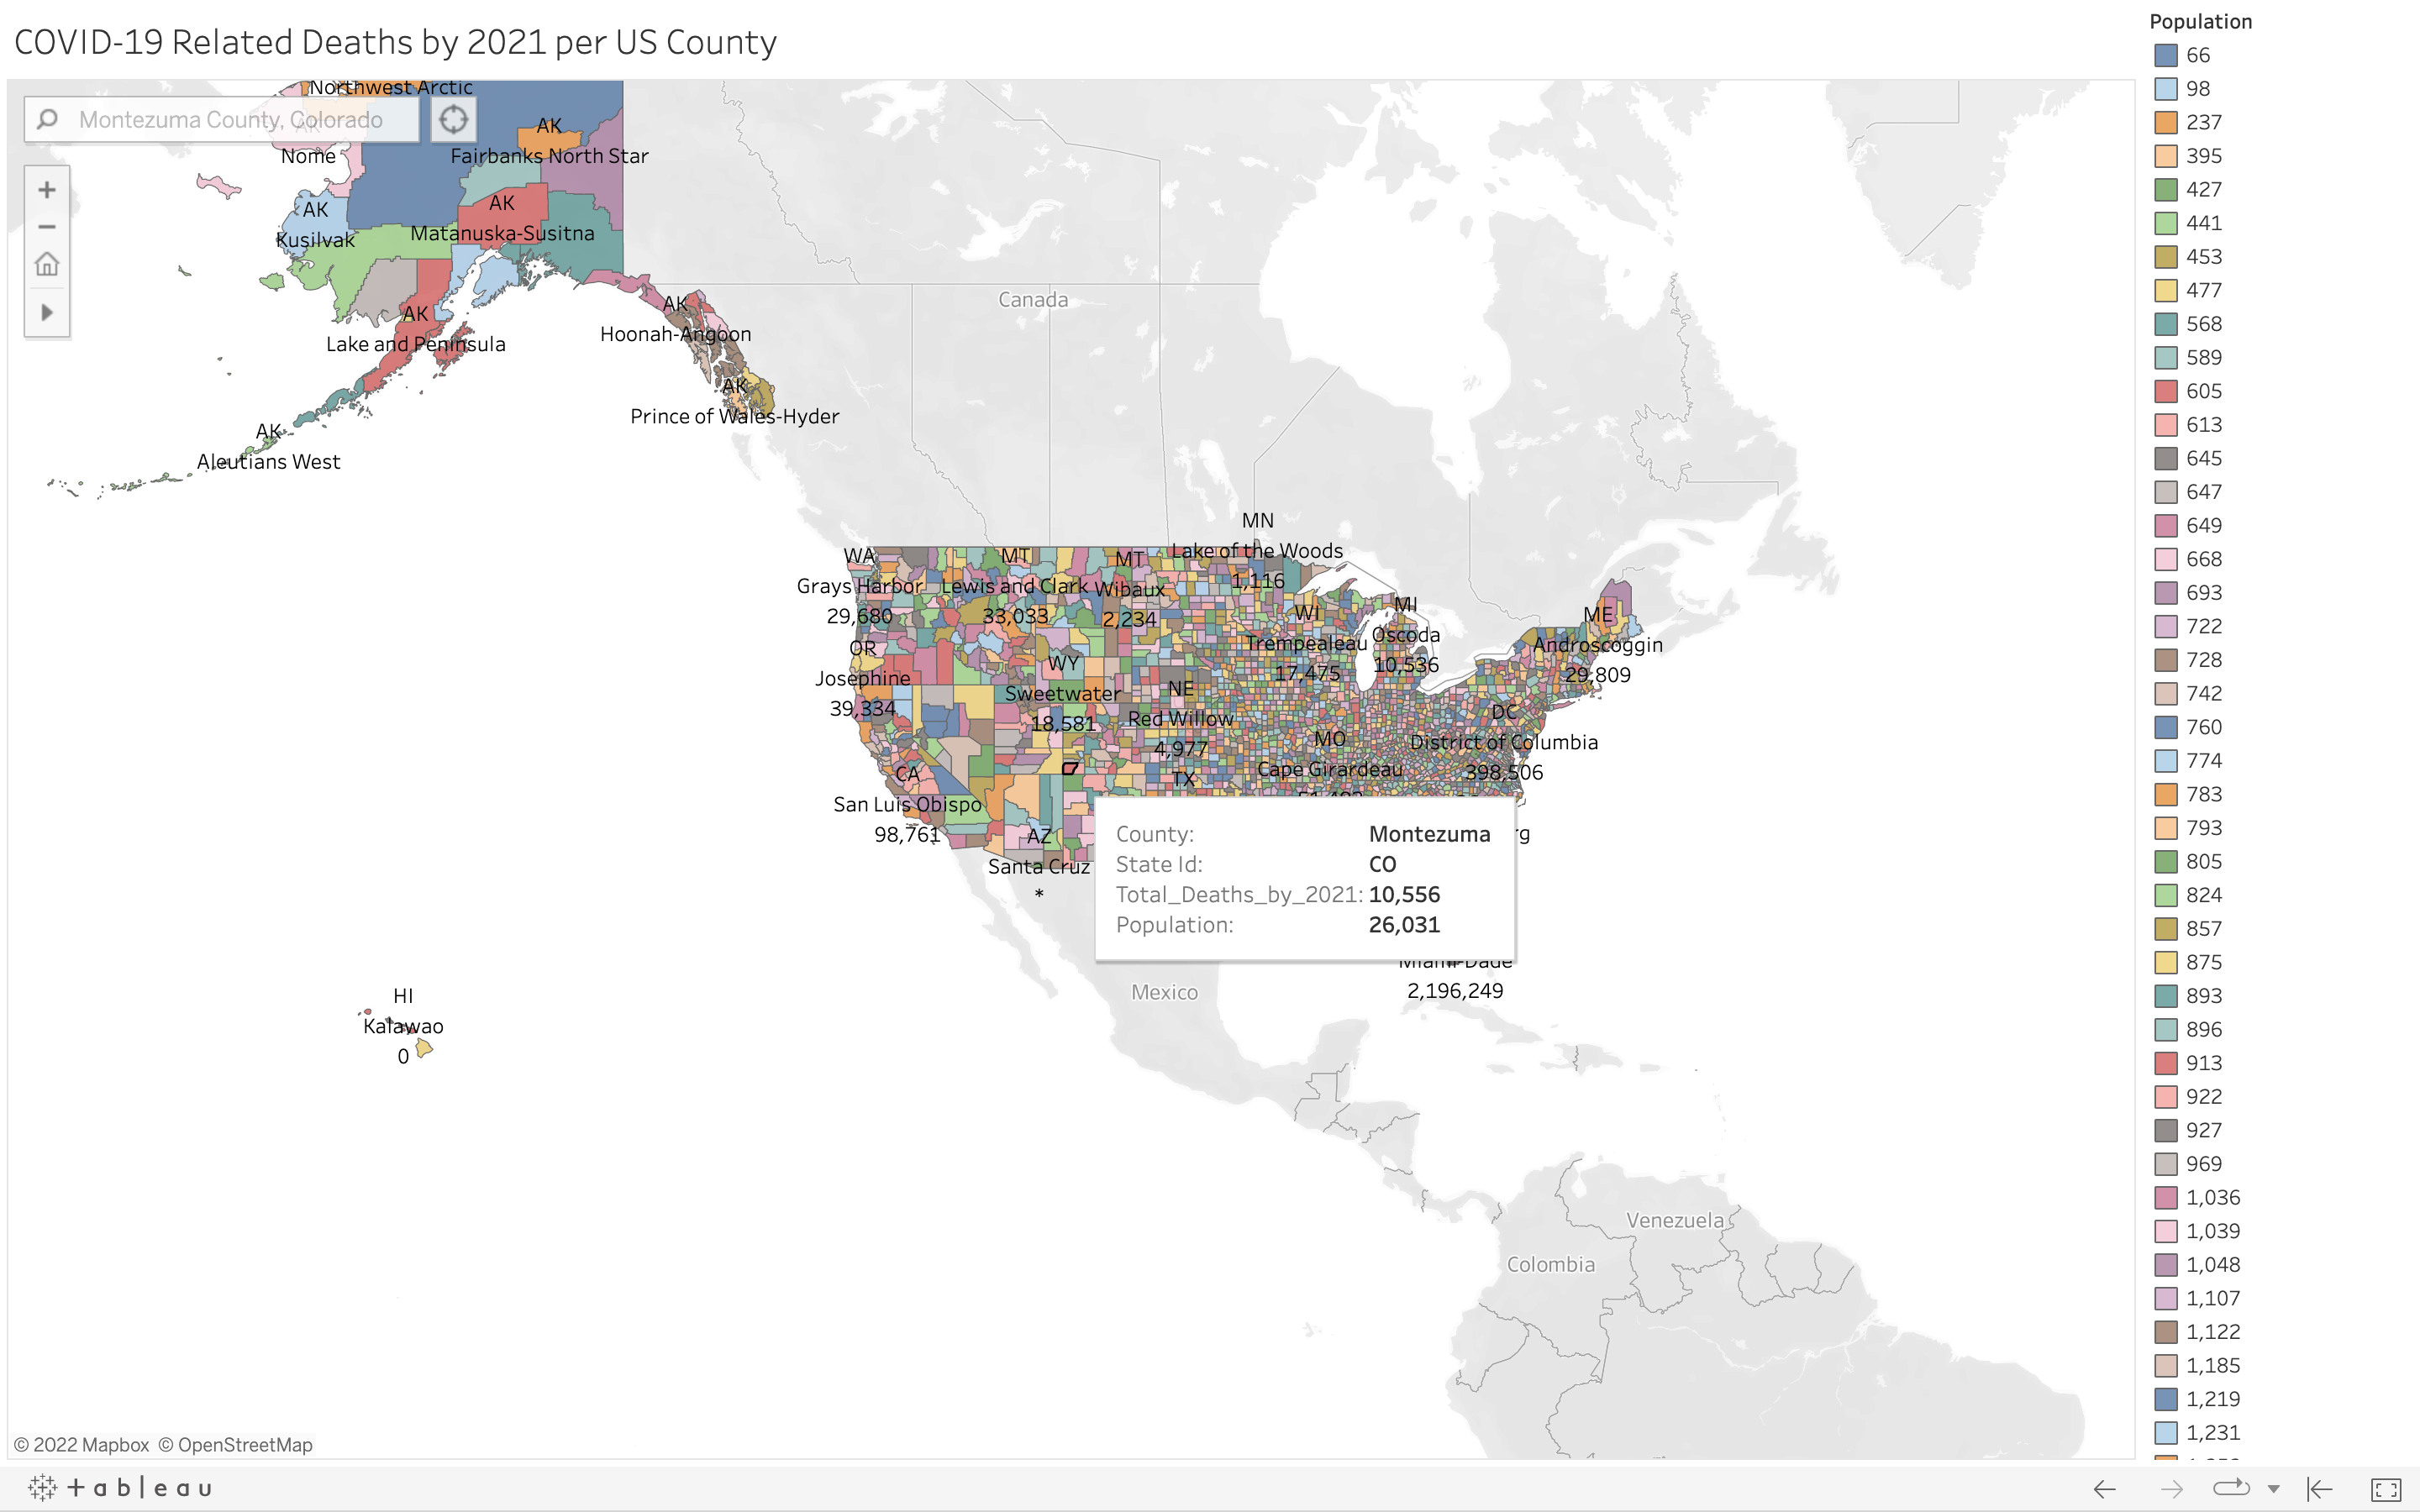 COVID-19 Related Deaths by 2021 per US County
Northwest Arctic
Montezuma County, Colorado
AK
AK
Nome
Fairbanks North Star
AK
AK
Kusilvak
Matanuska-Susitna
AK
Lake and Peninsula
AK
Hoonah-Angoon
AK
Prince of Wales-Hyder
AK
Aleutians West
Canada
MN
Lake of the Woods
1,116
WA
Grays Harbor
29,680
MT
Lewis and Clark
33,033
MT
Wibaux
2,234
WI
Trempealeau
17,475
MI
Oscoda
10,536
ME
Androscoggin
29,809
OR
Josephine
39,334
WY
Sweetwater
18,581
NE
Red Willow
4,977
DC
District of Columbia
398,506
MO
Cape Girardeau
TX
CA
San Luis Obispo
98,761
AZ
Santa Cruz
*
County: Montezuma
State Id: CO
Total_Deaths_by_2021: 10,556
Population: 26,031
rg
Miami-Dade
2,196,249
Mexico
HI
Kalawao
0
Venezuela
Colombia
© 2022 Mapbox © OpenStreetMap
+ableau
Population
66
98
237
395
427
441
453
477
568
589
605
613
645
647
649
668
693
722
728
742
760
774
783
793
805
824
857
875
893
896
913
922
927
969
1,036
1,039
1,048
1,107
1,122
1,185
1,219
1,231